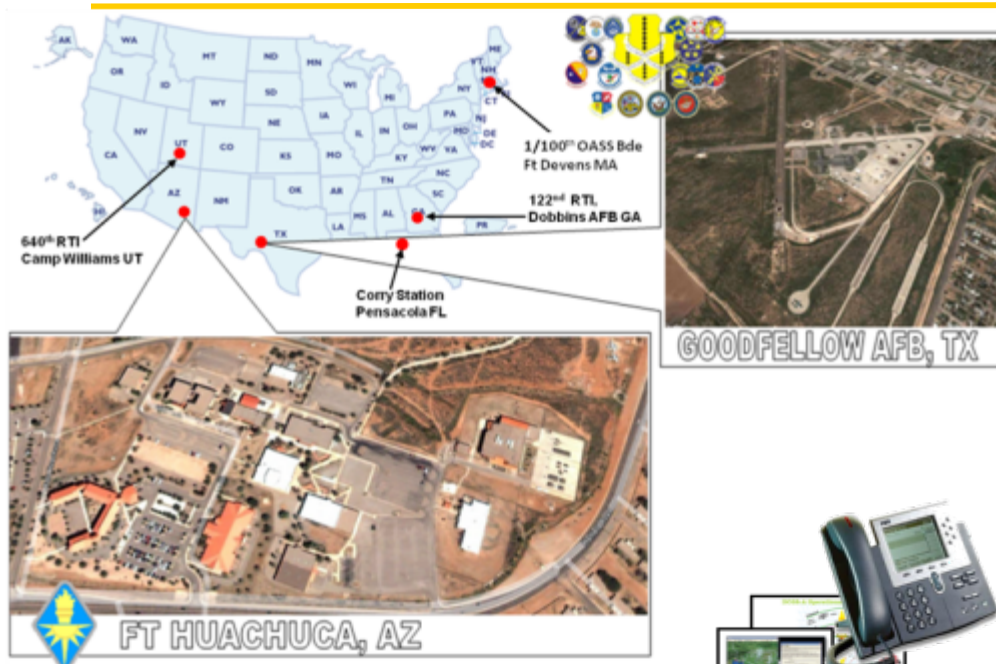 AK
WA
MT
ND
MN
ME
VT
NH
OR
ID
SD
WI
MI
NY
CT
WY
NE
IA
PA
NJ
NV
UT
CO
IL
IN
OH
MD
DE
DC
CA
KS
MO
KY
WV
VA
NC
AZ
NM
OK
AR
TN
SC
MS
AL
GA
HI
TX
LA
PR
1/100th OASS Bde
Ft Devens MA
122nd RTI,
Dobbins AFB GA
640th RTI
Camp Williams UT
Corry Station
Pensacola FL
GOODFELLOW AFB, TX
FT HUACHUCA, AZ